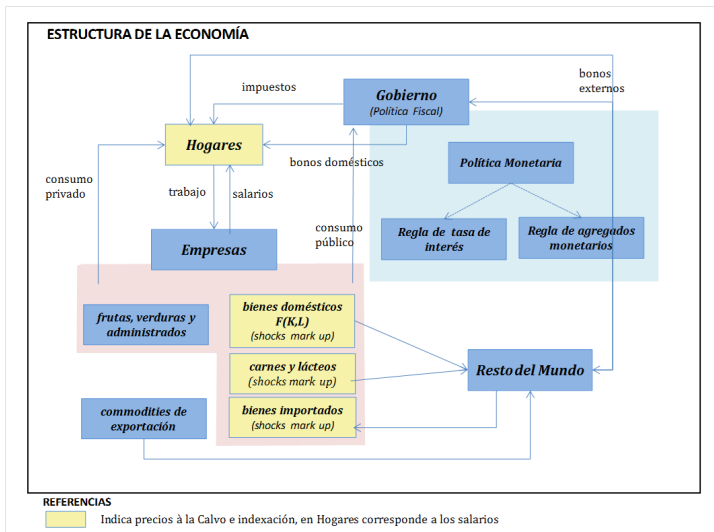 ESTRUCTURA DE LA ECONOMÍA
bonos
externos
impuestos
Gobierno
(Política Fiscal)
Hogares
bonos domésticos
Política Monetaria
consumo
privado
trabajo
salarios
consumo
público
Regla de tasa de
interés
Regla de agregados
monetarios
Empresas
frutas, verduras y
administrados
bienes domésticos
F(K,L)
(shocks mark up)
carnes y lácteos
(shocks mark up)
Resto del Mundo
commodities de
exportación
bienes importados
(shocks mark up)
REFERENCIAS
Indica precios à la Calvo e indexación, en Hogares corresponde a los salarios